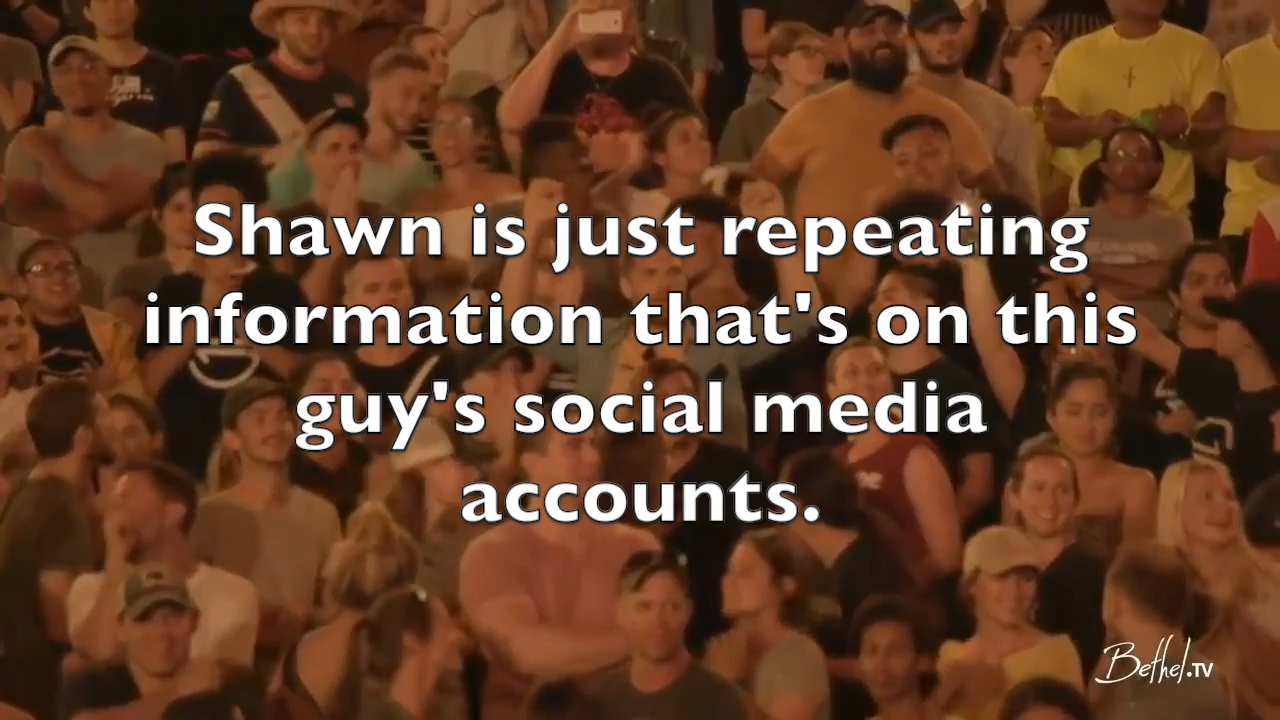 Shawn is just repeating
information that's on this
guy's social media
accounts.
Bethel.TV